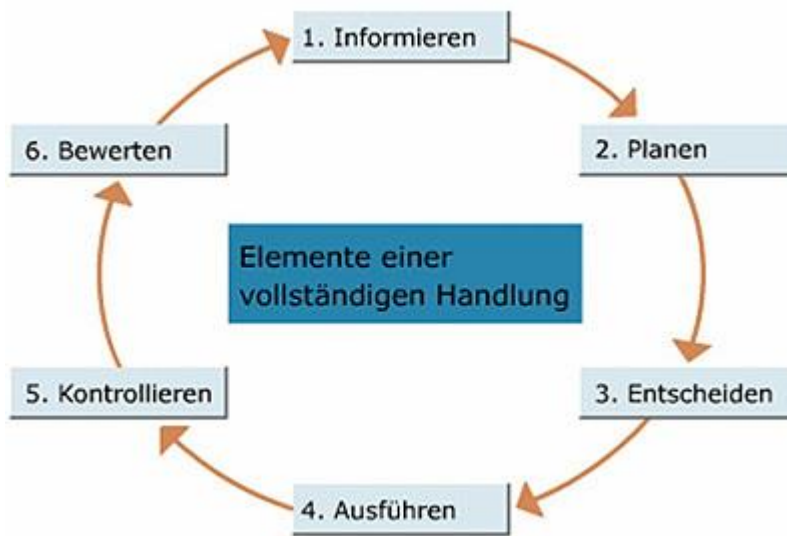 1. Informieren
2. Planen
3. Entscheiden
4. Ausführen
5. Kontrollieren
6. Bewerten
Elemente einer
vollständigen Handlung